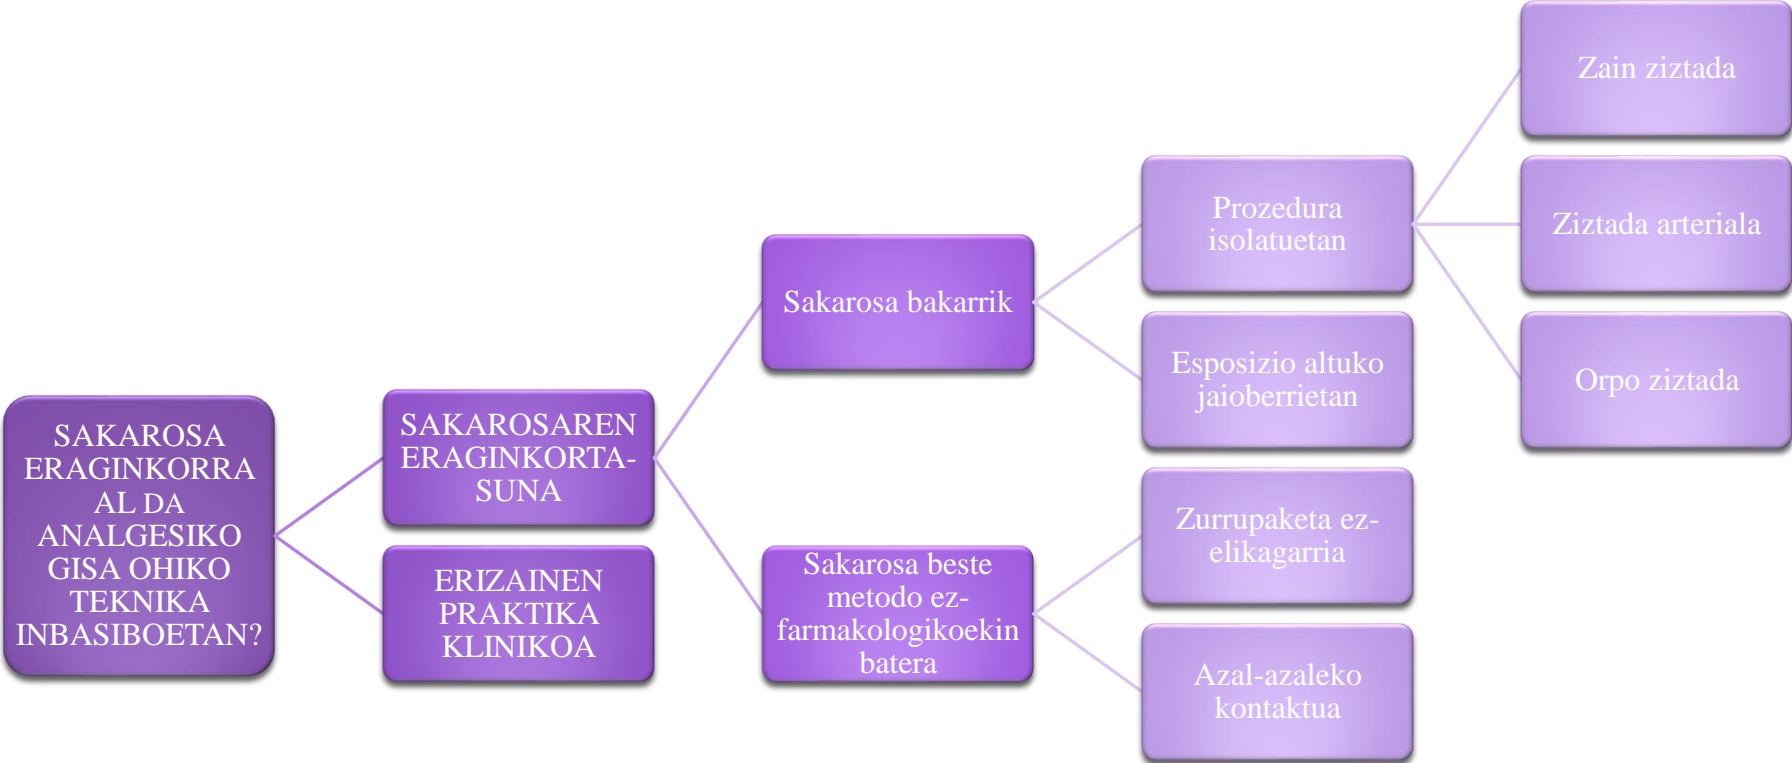 SAKAROSA
ERAGINKORRA
AL DA
ANALGESIKO
GISA OHIKO
TEKNIKA
INBASIBOETAN?
SAKAROSAREN
ERAGINKORTA-
SUNA
ERIZAINEN
PRAKTIKA
KLINIKOA
Sakarosa bakarrik
Sakarosa beste
metodo ez-
farmakologikoekin
batera
Prozedura
isolatuetan
Esposizio altuko
jaioberrietan
Zurrupaketa ez-
elikagarria
Azal-azaleko
kontaktua
Zain ziztada
Ziztada arteriala
Orpo ziztada